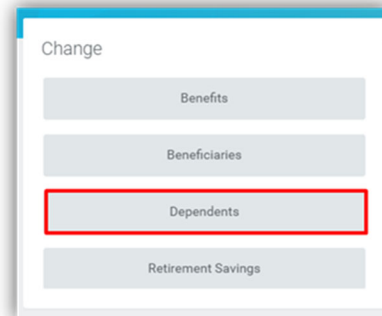 Change
Benefits
Beneficiaries
Dependents
Retirement Savings